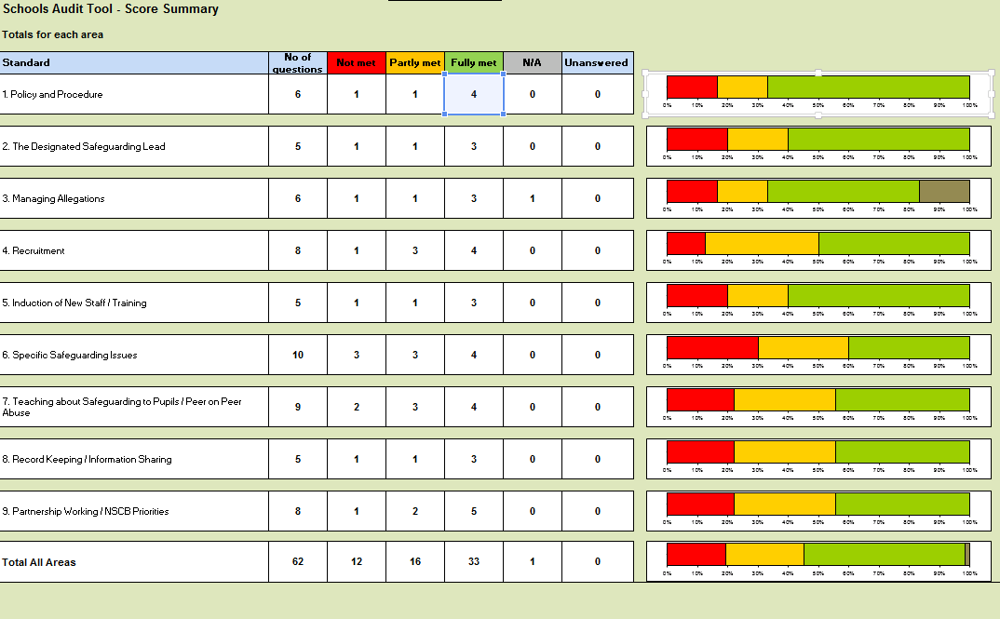 Schools Audit Tool - Score Summary
Totals for each area
Standard No of questions Not met Partly met Fully met N/A Unanswered
1. Policy and Procedure 6 1 1 4 0 0
0% 10% 20% 30% 40% 50% 60% 70% 80% 90% 100%
2. The Designated Safeguarding Lead 5 1 1 3 0 0
0% 10% 20% 30% 40% 50% 60% 70% 80% 90% 100%
3. Managing Allegations 6 1 1 3 1 0
0% 10% 20% 30% 40% 50% 60% 70% 80% 90% 100%
4. Recruitment 8 1 3 4 0 0
0% 10% 20% 30% 40% 50% 60% 70% 80% 90% 100%
5. Induction of New Staff / Training 5 1 1 3 0 0
0% 10% 20% 30% 40% 50% 60% 70% 80% 90% 100%
6. Specific Safeguarding Issues 10 3 3 4 0 0
0% 10% 20% 30% 40% 50% 60% 70% 80% 90% 100%
7. Teaching about Safeguarding to Pupils / Peer on Peer
Abuse 9 2 3 4 0 0
0% 10% 20% 30% 40% 50% 60% 70% 80% 90% 100%
8. Record Keeping / Information Sharing 5 1 1 3 0 0
0% 10% 20% 30% 40% 50% 60% 70% 80% 90% 100%
9. Partnership Working / NSCB Priorities 8 1 2 5 0 0
0% 10% 20% 30% 40% 50% 60% 70% 80% 90% 100%
Total All Areas 62 12 16 33 1 0
0% 10% 20% 30% 40% 50% 60% 70% 80% 90% 100%